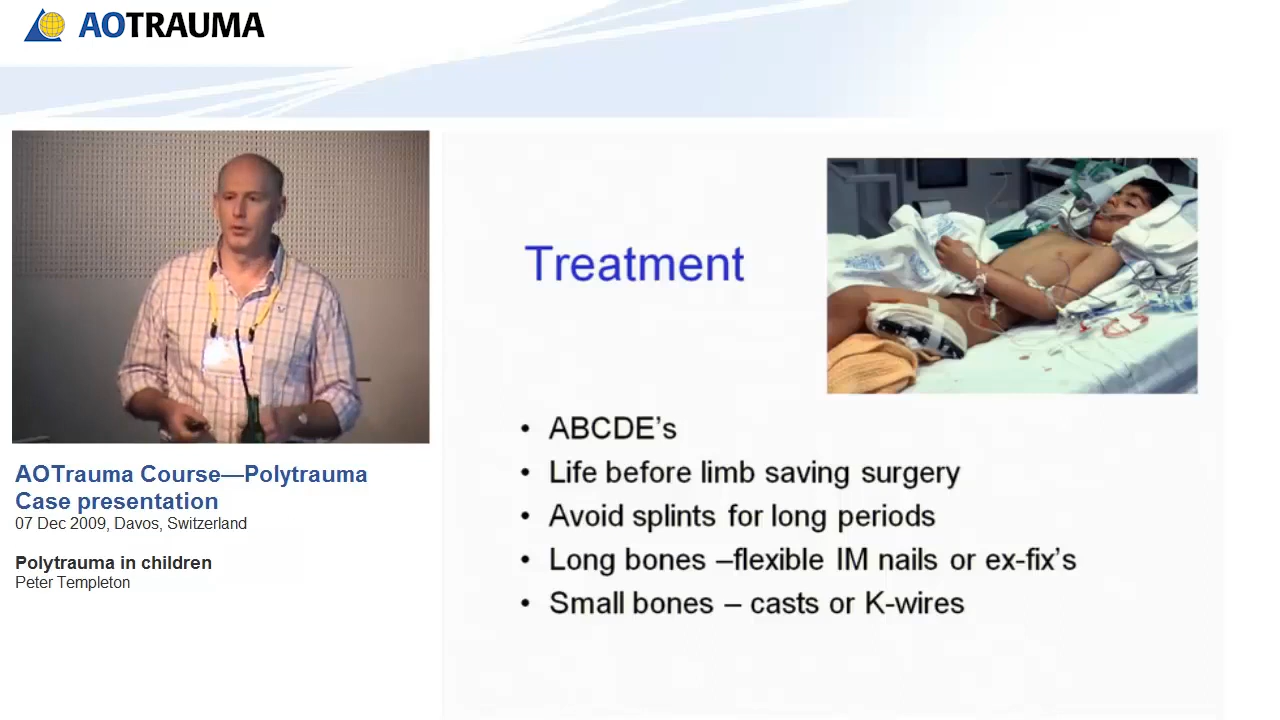 AOTRAUMA
Treatment
• ABCDE’s
• Life before limb saving surgery
• Avoid splints for long periods
• Long bones –flexible IM nails or ex-fix’s
• Small bones – casts or K-wires
AOTrauma Course—Polytrauma
Case presentation
07 Dec 2009, Davos, Switzerland
Polytrauma in children
Peter Templeton